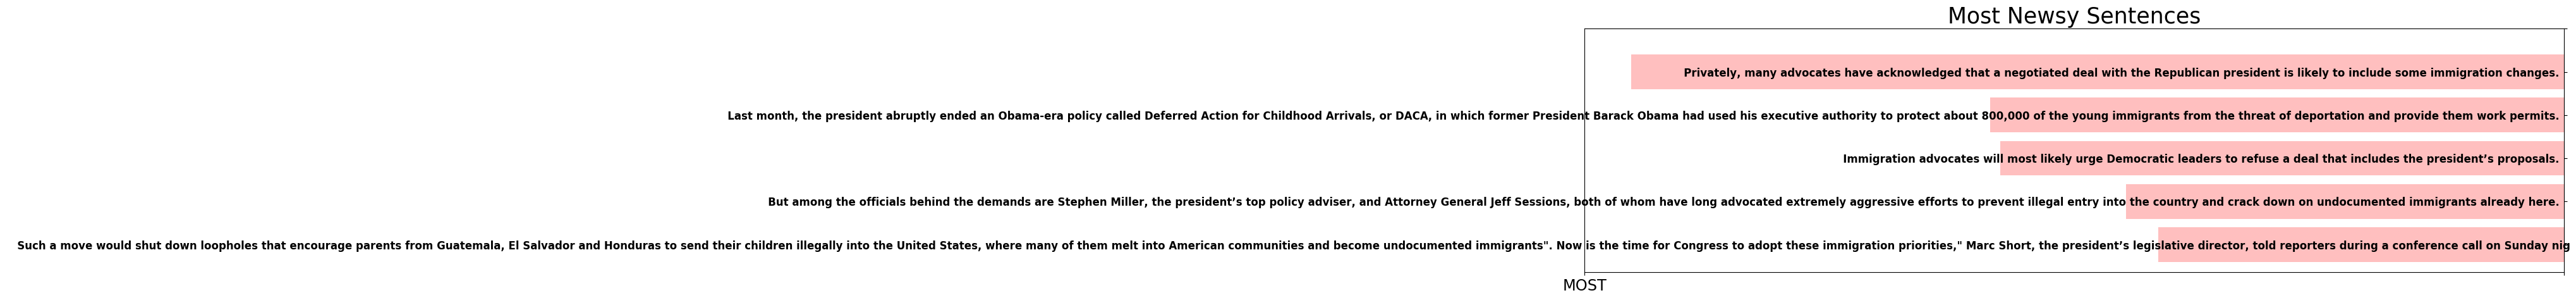 Most Newsy Sentences
Privately, many advocates have acknowledged that a negotiated deal with the Republican president is likely to include some immigration changes.
Last month, the president abruptly ended an Obama-era policy called Deferred Action for Childhood Arrivals, or DACA, in which former President Barack Obama had used his executive authority to protect about 800,000 of the young immigrants from the threat of deportation and provide them work permits.
Immigration advocates will most likely urge Democratic leaders to refuse a deal that includes the president’s proposals.
But among the officials behind the demands are Stephen Miller, the president’s top policy adviser, and Attorney General Jeff Sessions, both of whom have long advocated extremely aggressive efforts to prevent illegal entry into the country and crack down on undocumented immigrants already here.
Such a move would shut down loopholes that encourage parents from Guatemala, El Salvador and Honduras to send their children illegally into the United States, where many of them melt into American communities and become undocumented immigrants". Now is the time for Congress to adopt these immigration priorities," Marc Short, the president’s legislative director, told reporters during a conference call on Sunday nig
MOST